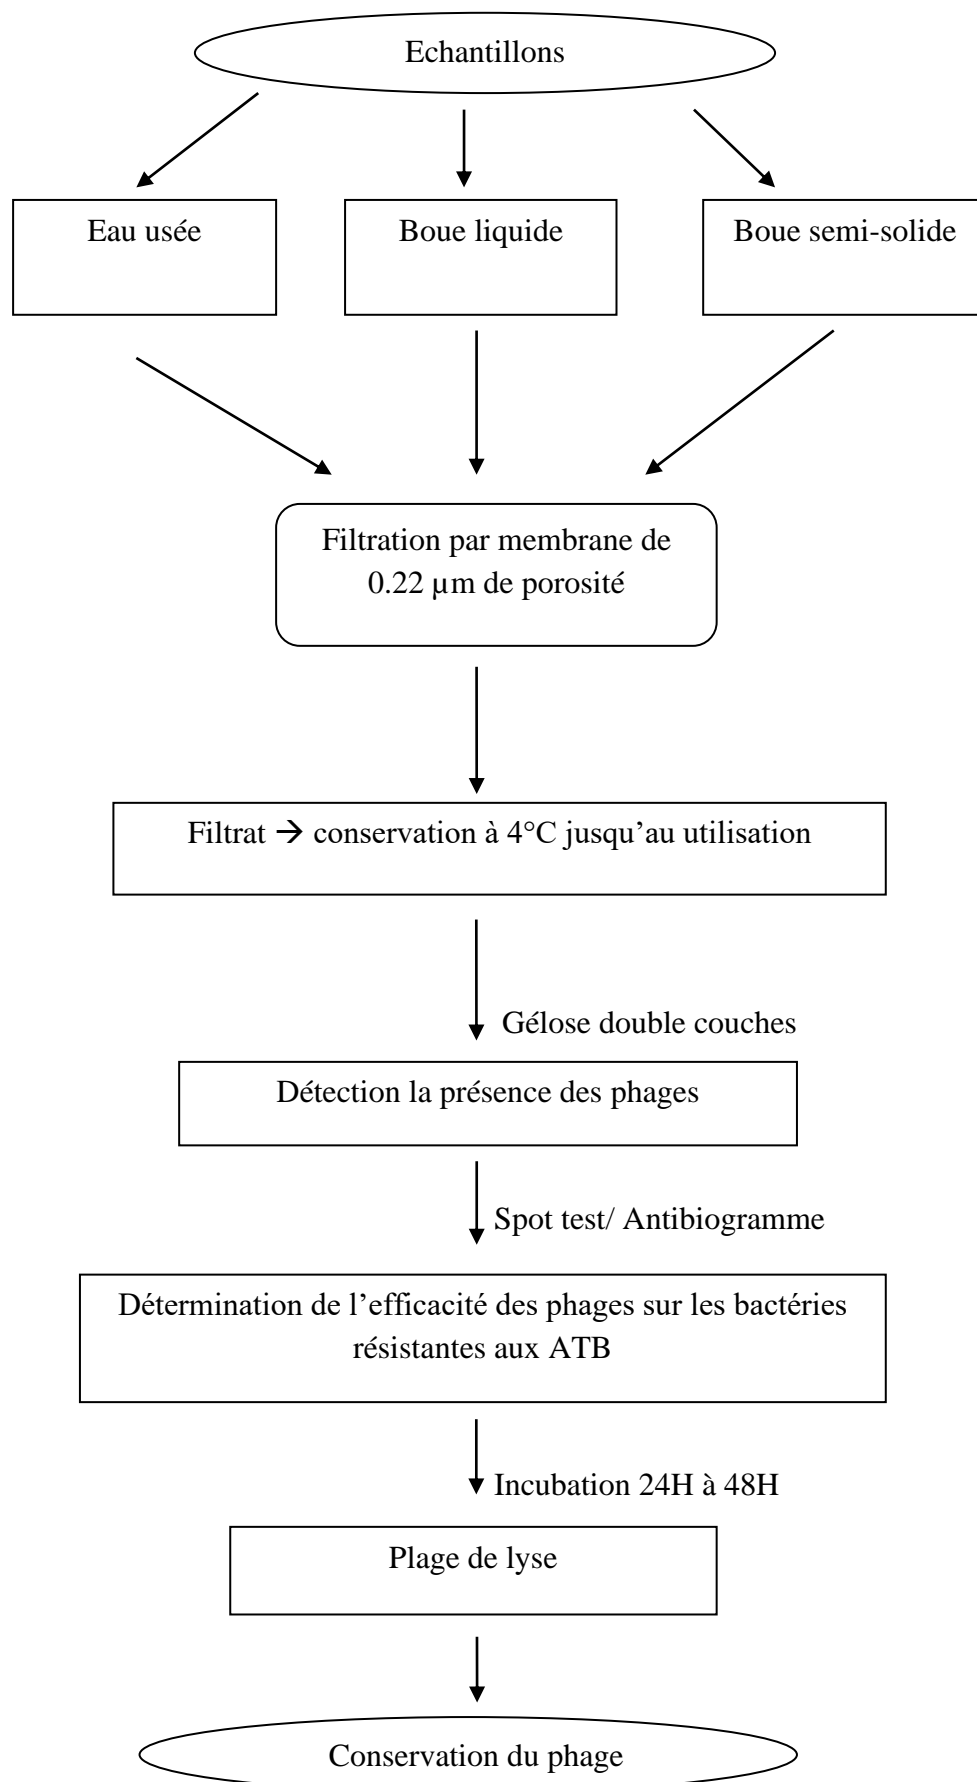 Echantillons
Eau usée
Boue liquide
Boue semi-solide
Filtration par membrane de
0.22 µm de porosité
Filtrat → conservation à 4°C jusqu’au utilisation
Gélose double couches
Détection la présence des phages
Spot test/ Antibiogramme
Détermination de l’efficacité des phages sur les bactéries
résistantes aux ATB
Incubation 24H à 48H
Plage de lyse
Conservation du phage